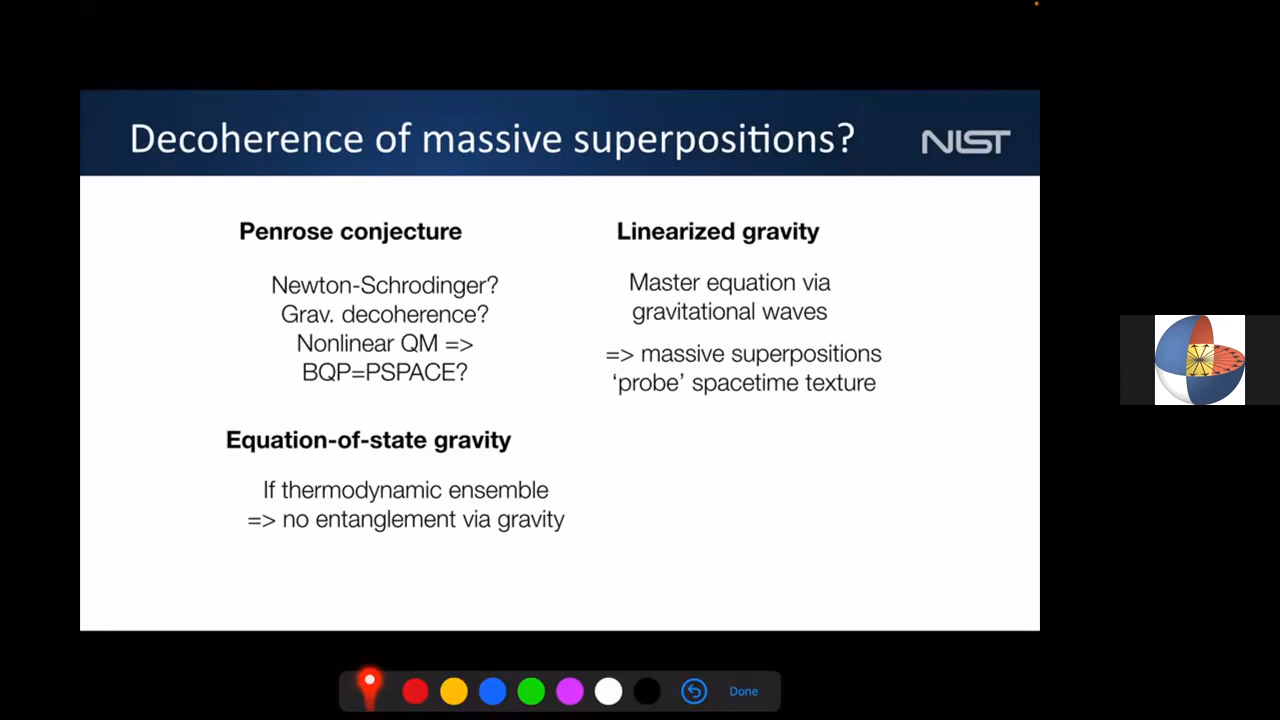 Decoherence of massive superpositions?
NIST
Penrose conjecture
Newton-Schrodinger?
Grav. decoherence?
Nonlinear QM =>
BQP=PSPACE?
Linearized gravity
Master equation via
gravitational waves
=> massive superpositions
‘probe’ spacetime texture
Equation-of-state gravity
If thermodynamic ensemble
=> no entanglement via gravity
Done